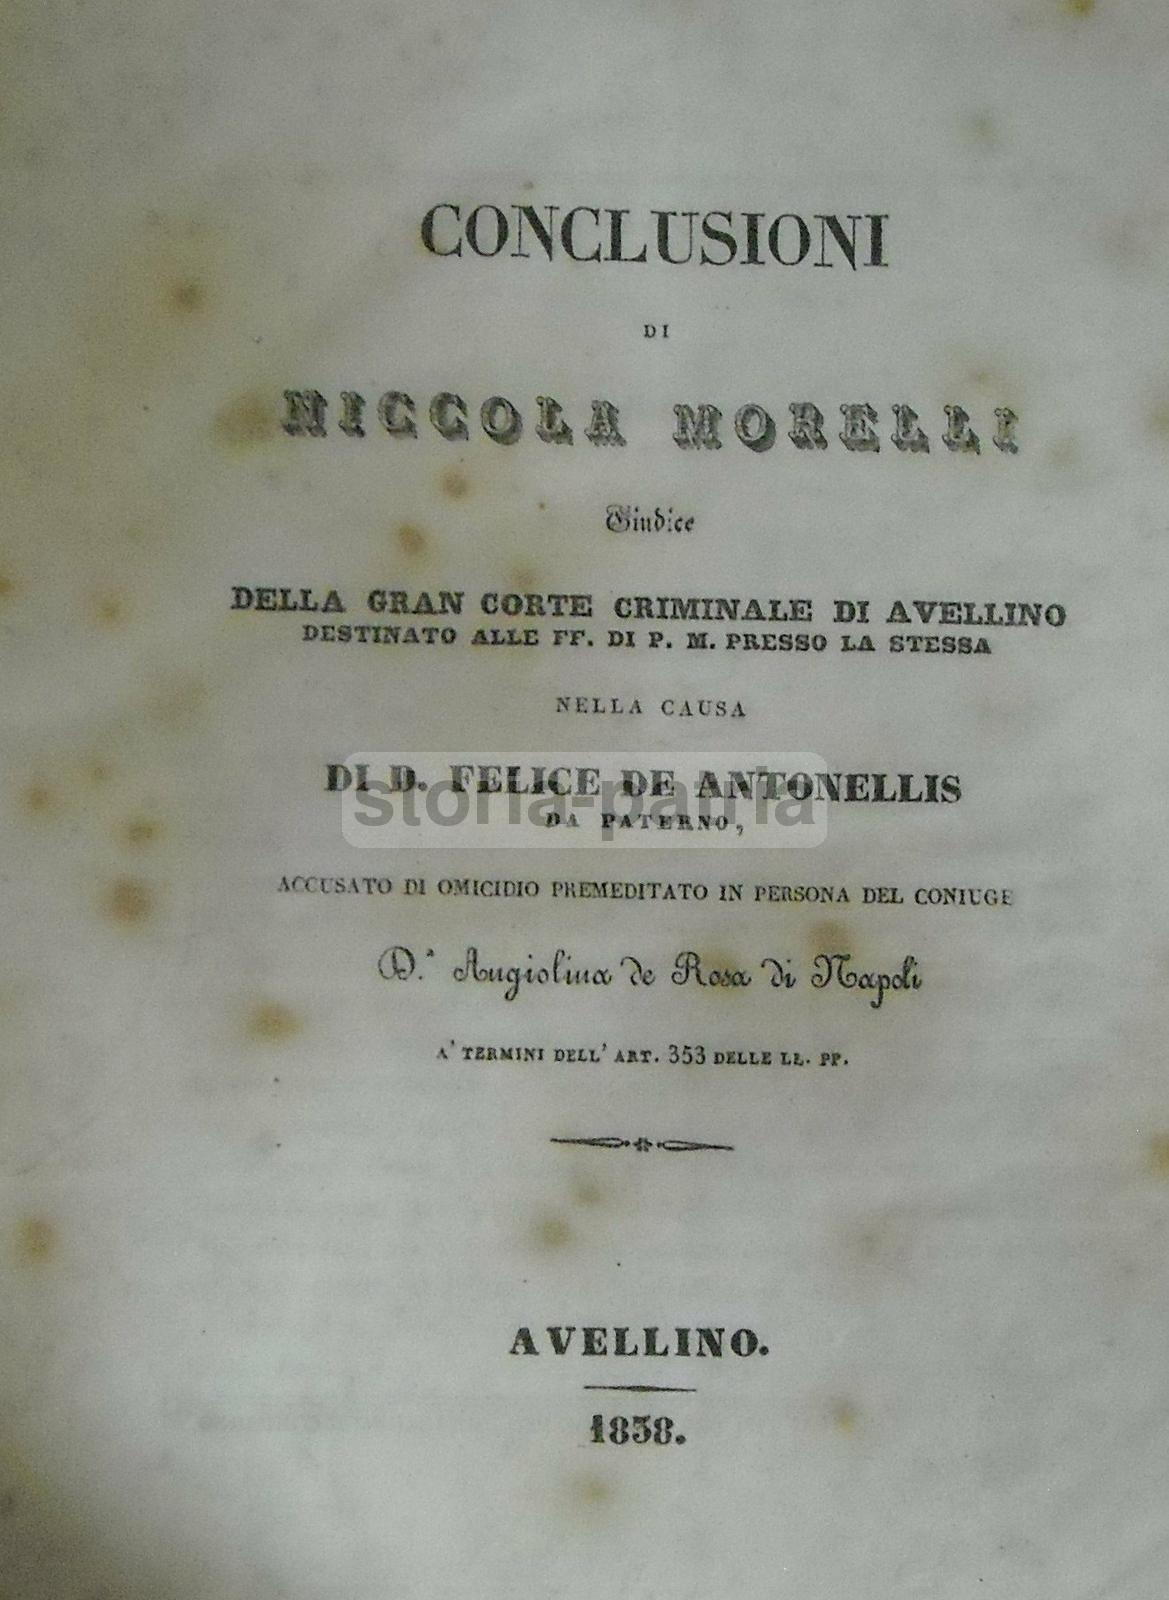 CONCLUSIONI
DI
NICCOLA MORELLI
Giudice
DELLA GRAN CORTE CRIMINALE DI AVELLINO
DESTINATO ALLE FF. DI P. M. PRESSO LA STESSA
NELLA CAUSA
DI D. FELICE DE ANTONELLIS
storia-patria
DA PATERNO,
ACCUSATO DI OMICIDIO PREMEDITATO IN PERSONA DEL CONIUGE
D.ª Angiolina de Rosa di Napoli
A' TERMINI DELL' ART. 353 DELLE LL. PP.
AVELLINO.
1838.